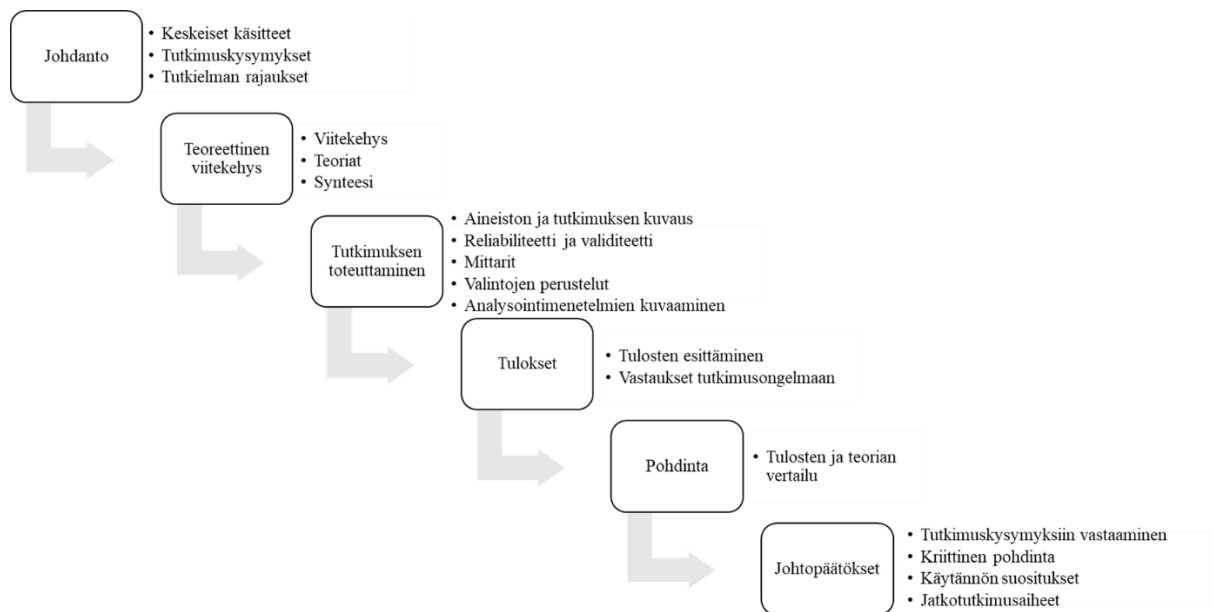 Johdanto
• Keskeiset käsitteet
• Tutkimuskysymykset
• Tutkielman rajaukset
Teoreettinen
viitekehys
• Viitekehys
• Teoriat
• Synteesi
Tutkimuksen
toteuttaminen
• Aineiston ja tutkimuksen kuvaus
• Reliabiliteetti ja validiteetti
• Mittarit
• Valintojen perustelut
• Analysointimenetelmien kuvaaminen
Tulokset
• Tulosten esittäminen
• Vastaukset tutkimusongelmaan
Pohdinta
• Tulosten ja teorian
vertailu
Johtopäätökset
• Tutkimuskysymyksiin vastaaminen
• Kriittinen pohdinta
• Käytännön suositukset
• Jatkotutkimusaiheet